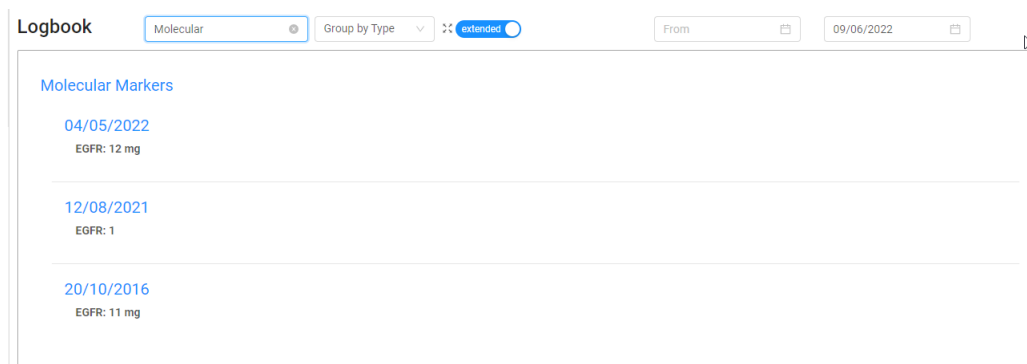 Logbook Molecular Group by Type extended From 09/06/2022
Molecular Markers
04/05/2022
EGFR: 12 mg
12/08/2021
EGFR: 1
20/10/2016
EGFR: 11 mg